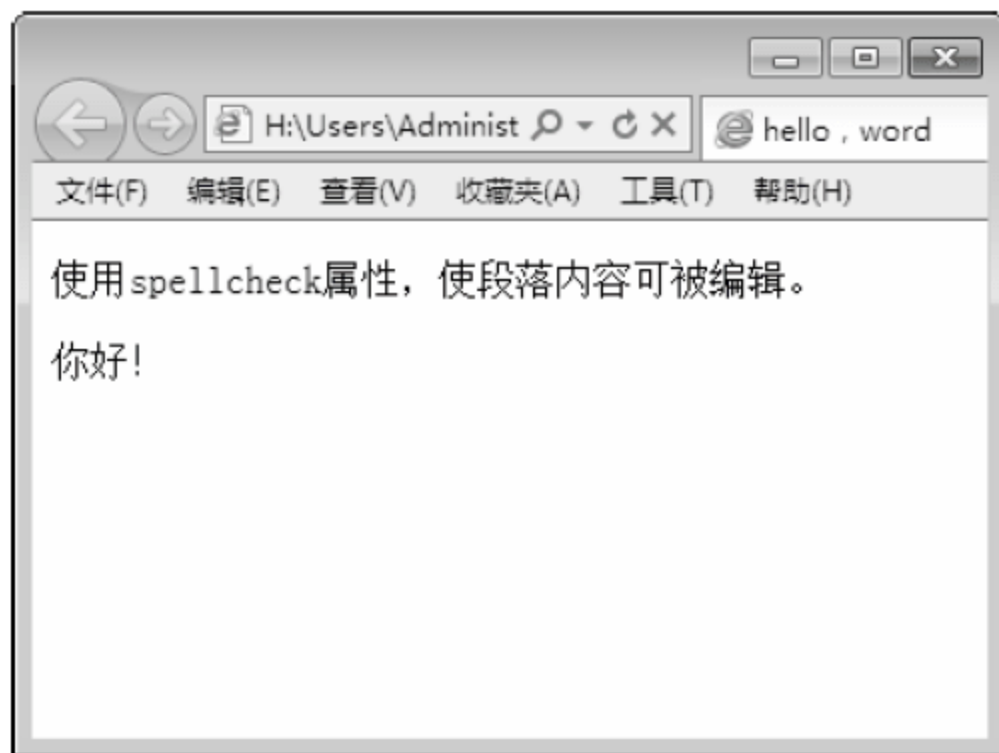 H:\Users\Administ
hello , word
文件(F) 编辑(E) 查看(V) 收藏夹(A) 工具(T) 帮助(H)
使用spellcheck属性，使段落内容可被编辑。
你好!